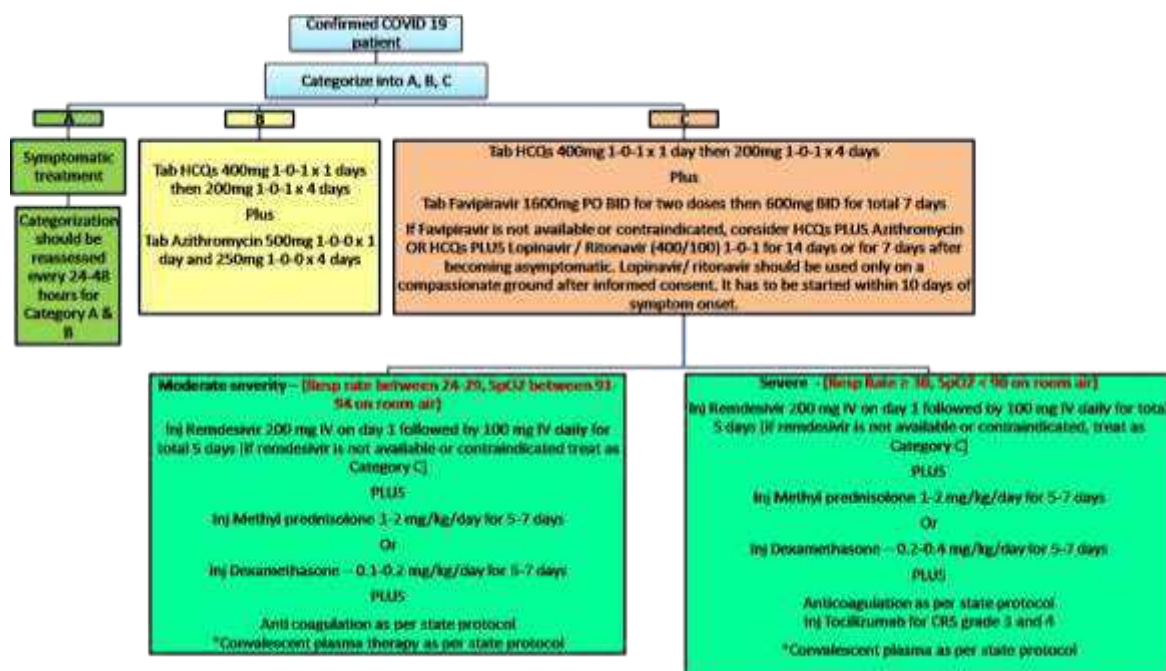 Confirmed COVID 19
patient
Categorize into A, B, C
A
B
C
Symptomatic
treatment
Categorization
should be
reassessed
every 24-48
hours for
Category A &
B
Tab HCQs 400mg 1-0-1 x 1 days
then 200mg 1-0-1 x 4 days
Plus
Tab Azithromycin 500mg 1-0-0 x 1
day and 250mg 1-0-0 x 4 days
Tab HCQs 400mg 1-0-1 x 1 day then 200mg 1-0-1 x 4 days
Plus
Tab Favipiravir 1600mg PO BID for two doses then 600mg BID for total 7 days
If Favipiravir is not available or contraindicated, consider HCQs PLUS Azithromycin
OR HCQs PLUS Lopinavir / Ritonavir (400/100) 1-0-1 for 14 days or for 7 days after
becoming asymptomatic. Lopinavir/ ritonavir should be used only on a
compassionate ground after informed consent. It has to be started within 10 days of
symptom onset.
Moderate severity – [Resp rate between 24-29, SpO2 between 91-
94 on room air]
Inj Remdesivir 200 mg IV on day 1 followed by 100 mg IV daily for
total 5 days [if remdesivir is not available or contraindicated treat as
Category C]
PLUS
Inj Methyl prednisolone 1-2 mg/kg/day for 5-7 days
Or
Inj Dexamethasone – 0.1-0.2 mg/kg/day for 5-7 days
PLUS
Anti coagulation as per state protocol
*Convalescent plasma therapy as per state protocol
Severe - [Resp Rate ≥ 30, SpO2 < 90 on room air]
Inj Remdesivir 200 mg IV on day 1 followed by 100 mg IV daily for total
5 days [if remdesivir is not available or contraindicated, treat as
Category C]
PLUS
Inj Methyl prednisolone 1-2 mg/kg/day for 5-7 days
Or
Inj Dexamethasone – 0.2-0.4 mg/kg/day for 5-7 days
PLUS
Anticoagulation as per state protocol
Inj Tocilizumab for CRS grade 3 and 4
*Convalescent plasma as per state protocol